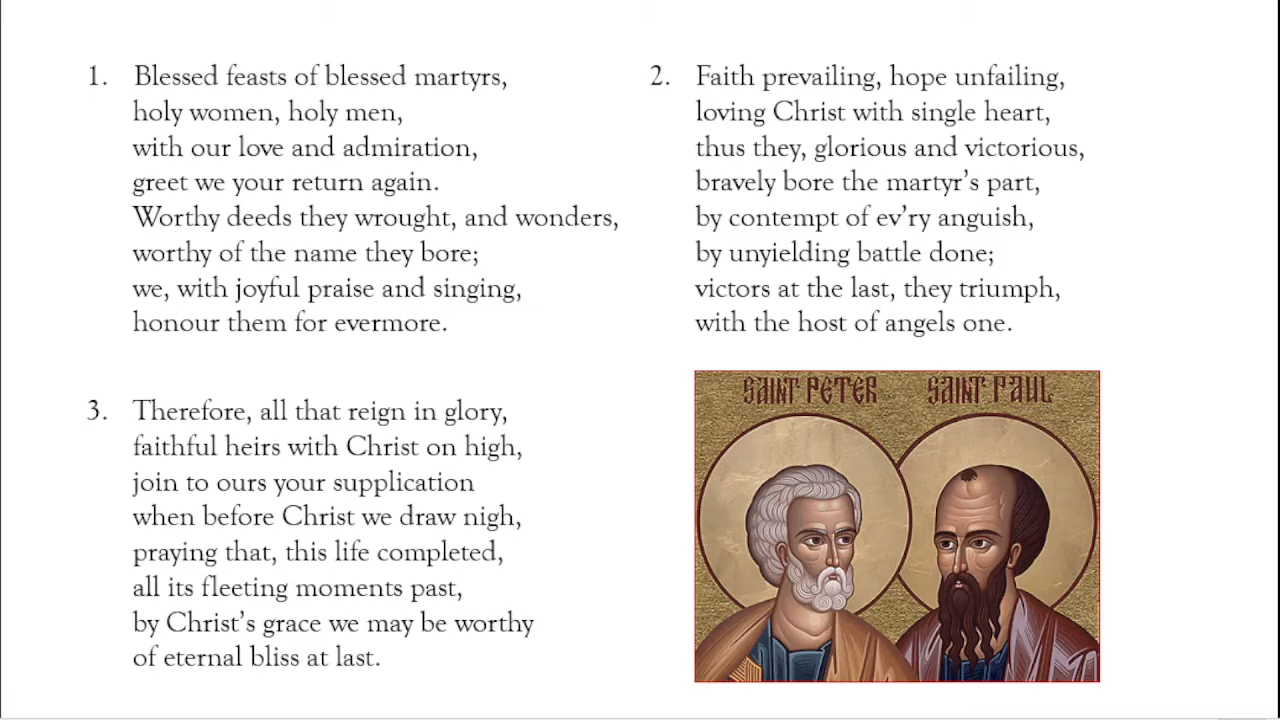 1. Blessed feasts of blessed martyrs,
holy women, holy men,
with our love and admiration,
greet we your return again.
Worthy deeds they wrought, and wonders,
worthy of the name they bore;
we, with joyful praise and singing,
honour them for evermore.
2. Faith prevailing, hope unfailing,
loving Christ with single heart,
thus they, glorious and victorious,
bravely bore the martyr’s part,
by contempt of ev’ry anguish,
by unyielding battle done;
victors at the last, they triumph,
with the host of angels one.
3. Therefore, all that reign in glory,
faithful heirs with Christ on high,
join to ours your supplication
when before Christ we draw nigh,
praying that, this life completed,
all its fleeting moments past,
by Christ’s grace we may be worthy
of eternal bliss at last.
SAINT PETER SAINT PAUL